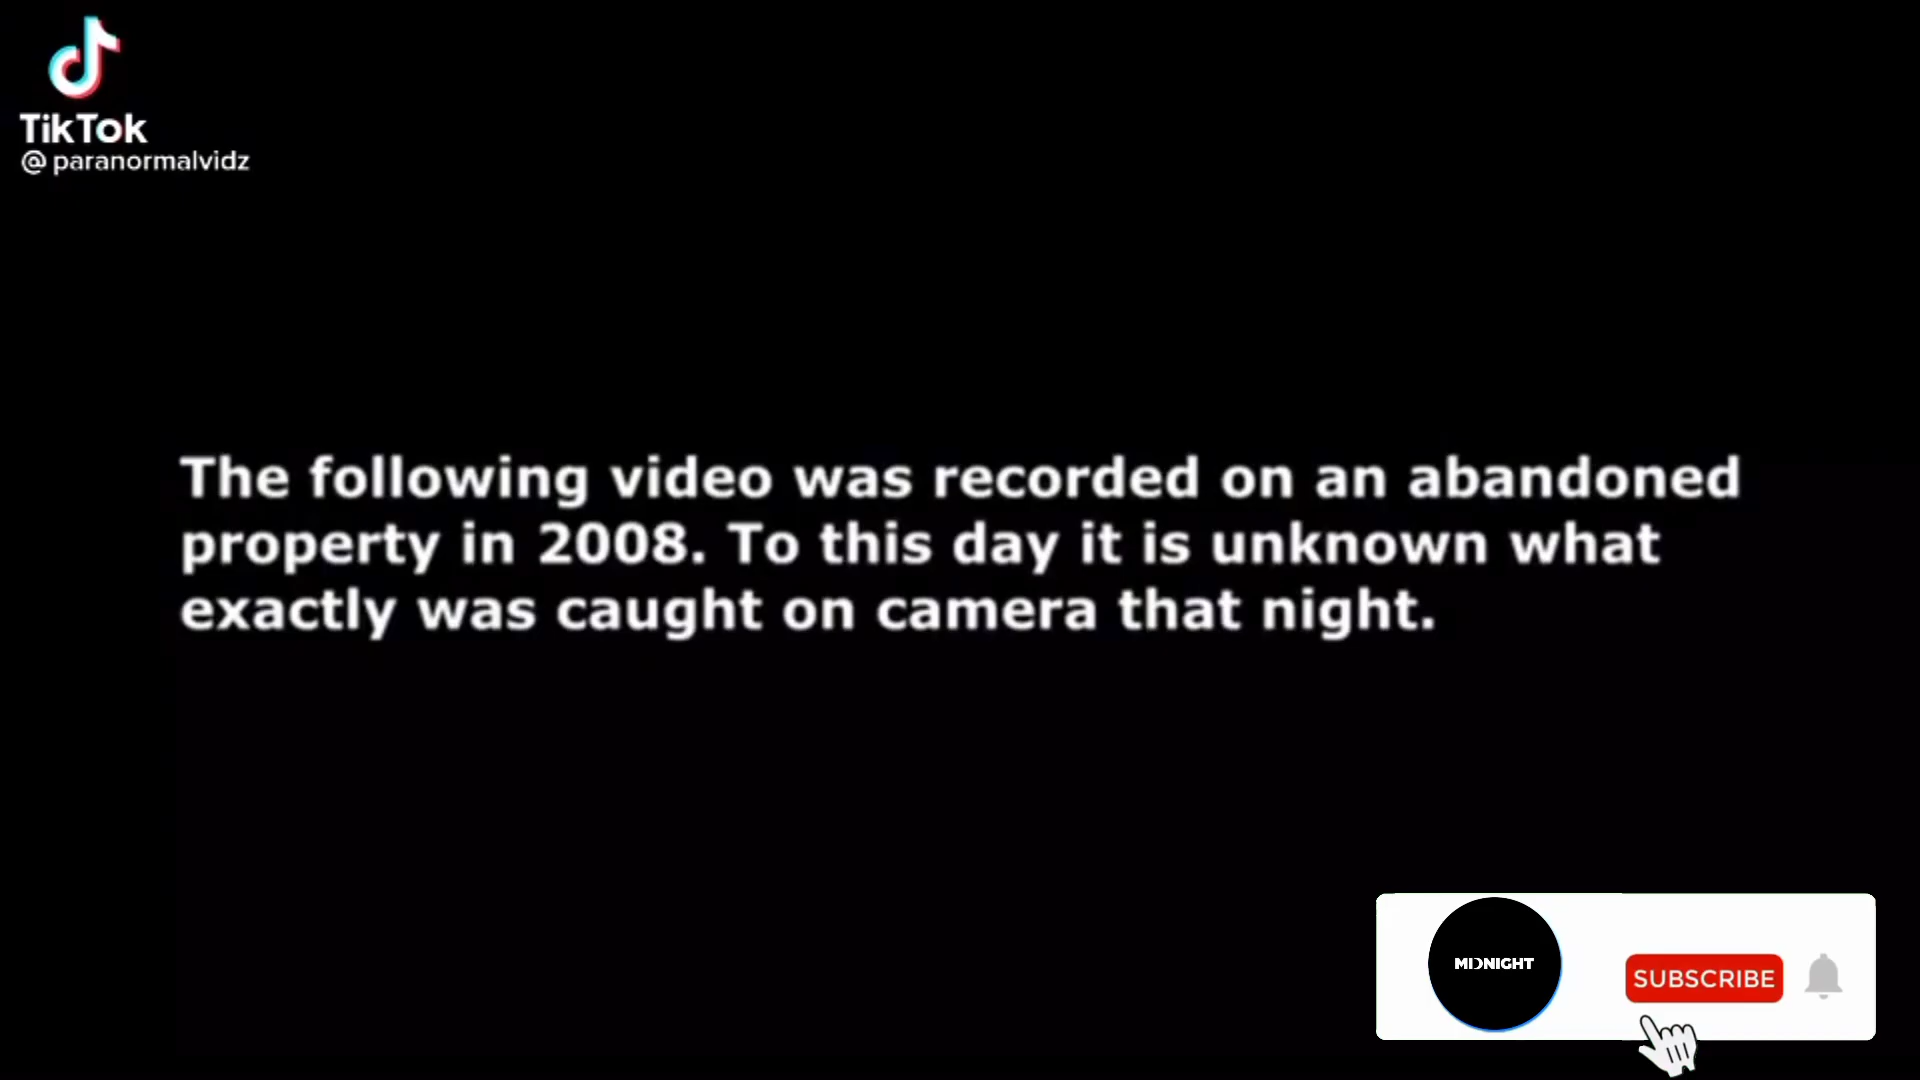 TikTok
@ paranormalvidz
The following video was recorded on an abandoned
property in 2008. To this day it is unknown what
exactly was caught on camera that night.
MIDNIGHT
SUBSCRIBE